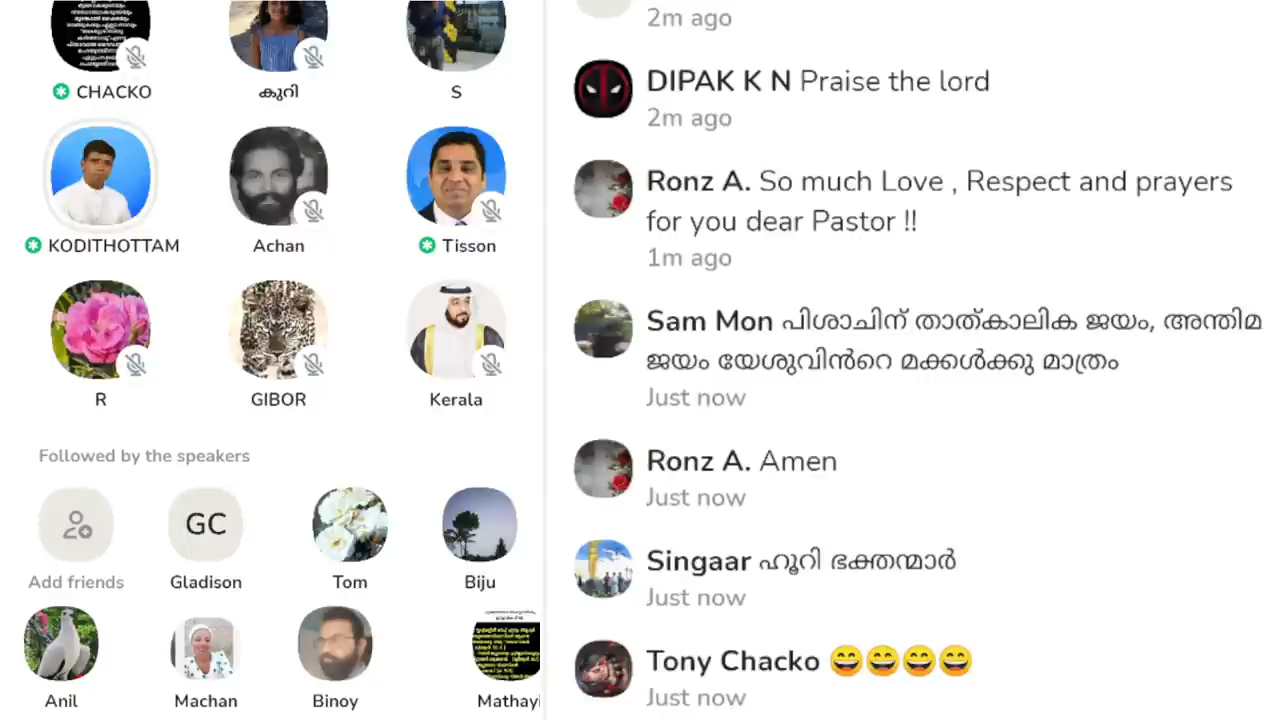 CHACKO
കുറി
S
KODITHOTTAM
Achan
Tisson
R
GIBOR
Kerala
Followed by the speakers
GC
Add friends
Gladison
Tom
Biju
Anil
Machan
Binoy
Mathayi
2m ago
DIPAK K N Praise the lord
2m ago
Ronz A. So much Love , Respect and prayers
for you dear Pastor !!
1m ago
Sam Mon പിശാചിന് താത്കാലിക ജയം, അന്തിമ
ജയം യേശുവിൻറെ മക്കൾക്കു മാത്രം
Just now
Ronz A. Amen
Just now
Singaar ഹൂറി ഭക്തന്മാർ
Just now
Tony Chacko 😄😄😄😄
Just now